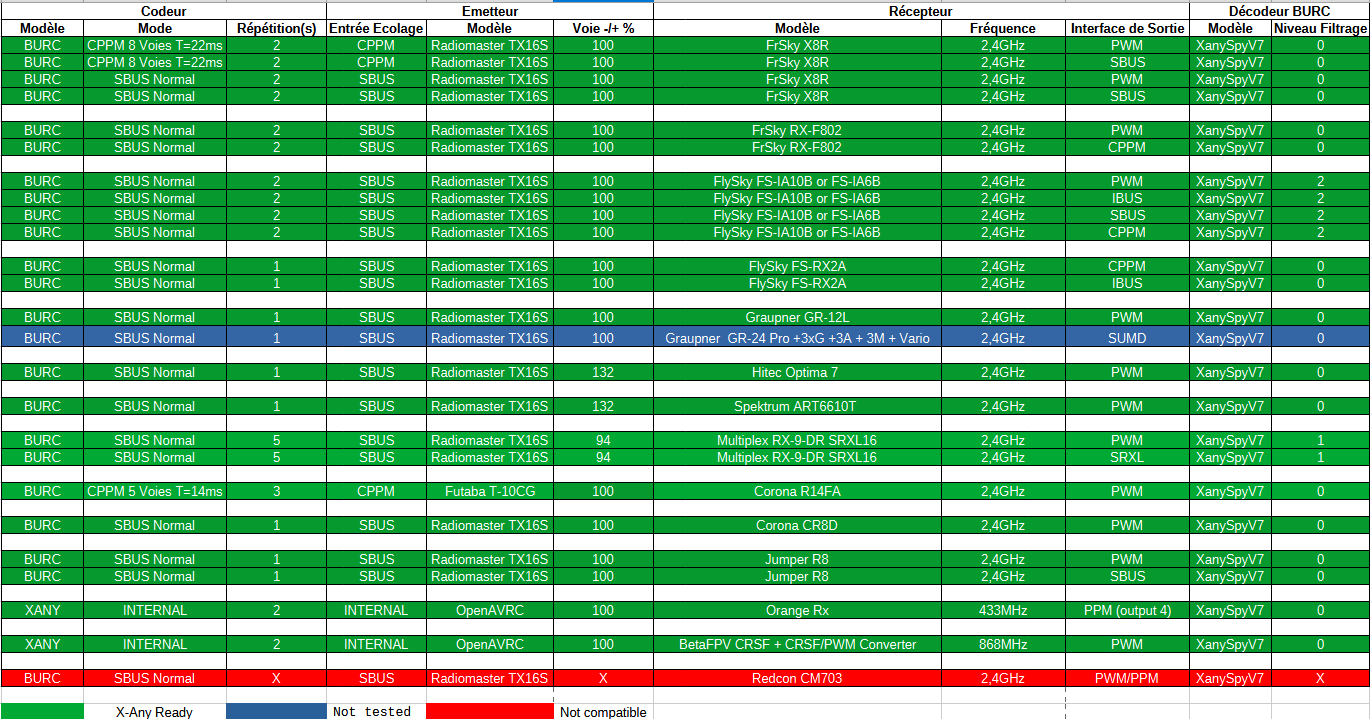 Codeur Emetteur Récepteur Décodeur BURC
Modèle Mode Répétition(s) Entrée Ecolage Modèle Voie -/+ % Modèle Fréquence Interface de Sortie Modèle Niveau Filtrage
BURC CPPM 8 Voies T=22ms 2 CPPM Radiomaster TX16S 100 FrSky X8R 2,4GHz PWM XanySpyV7 0
BURC CPPM 8 Voies T=22ms 2 CPPM Radiomaster TX16S 100 FrSky X8R 2,4GHz SBUS XanySpyV7 0
BURC SBUS Normal 2 SBUS Radiomaster TX16S 100 FrSky X8R 2,4GHz PWM XanySpyV7 0
BURC SBUS Normal 2 SBUS Radiomaster TX16S 100 FrSky X8R 2,4GHz SBUS XanySpyV7 0
BURC SBUS Normal 2 SBUS Radiomaster TX16S 100 FrSky RX-F802 2,4GHz PWM XanySpyV7 0
BURC SBUS Normal 2 SBUS Radiomaster TX16S 100 FrSky RX-F802 2,4GHz CPPM XanySpyV7 0
BURC SBUS Normal 2 SBUS Radiomaster TX16S 100 FlySky FS-IA10B or FS-IA6B 2,4GHz PWM XanySpyV7 2
BURC SBUS Normal 2 SBUS Radiomaster TX16S 100 FlySky FS-IA10B or FS-IA6B 2,4GHz IBUS XanySpyV7 2
BURC SBUS Normal 2 SBUS Radiomaster TX16S 100 FlySky FS-IA10B or FS-IA6B 2,4GHz SBUS XanySpyV7 2
BURC SBUS Normal 2 SBUS Radiomaster TX16S 100 FlySky FS-IA10B or FS-IA6B 2,4GHz CPPM XanySpyV7 2
BURC SBUS Normal 1 SBUS Radiomaster TX16S 100 FlySky FS-RX2A 2,4GHz CPPM XanySpyV7 0
BURC SBUS Normal 1 SBUS Radiomaster TX16S 100 FlySky FS-RX2A 2,4GHz IBUS XanySpyV7 0
BURC SBUS Normal 1 SBUS Radiomaster TX16S 100 Graupner GR-12L 2,4GHz PWM XanySpyV7 0
BURC SBUS Normal 1 SBUS Radiomaster TX16S 100 Graupner  GR-24 Pro +3xG +3A + 3M + Vario 2,4GHz SUMD XanySpyV7 0
BURC SBUS Normal 1 SBUS Radiomaster TX16S 132 Hitec Optima 7 2,4GHz PWM XanySpyV7 0
BURC SBUS Normal 1 SBUS Radiomaster TX16S 132 Spektrum ART6610T 2,4GHz PWM XanySpyV7 0
BURC SBUS Normal 5 SBUS Radiomaster TX16S 94 Multiplex RX-9-DR SRXL16 2,4GHz PWM XanySpyV7 1
BURC SBUS Normal 5 SBUS Radiomaster TX16S 94 Multiplex RX-9-DR SRXL16 2,4GHz SRXL XanySpyV7 1
BURC CPPM 5 Voies T=14ms 3 CPPM Futaba T-10CG 100 Corona R14FA 2,4GHz PWM XanySpyV7 0
BURC SBUS Normal 1 SBUS Radiomaster TX16S 100 Corona CR8D 2,4GHz PWM XanySpyV7 0
BURC SBUS Normal 1 SBUS Radiomaster TX16S 100 Jumper R8 2,4GHz PWM XanySpyV7 0
BURC SBUS Normal 1 SBUS Radiomaster TX16S 100 Jumper R8 2,4GHz SBUS XanySpyV7 0
XANY INTERNAL 2 INTERNAL OpenAVRC 100 Orange Rx 433MHz PPM (output 4) XanySpyV7 0
XANY INTERNAL 2 INTERNAL OpenAVRC 100 BetaFPV CRSF + CRSF/PWM Converter 868MHz PWM XanySpyV7 0
BURC SBUS Normal X SBUS Radiomaster TX16S X Redcon CM703 2,4GHz PWM/PPM XanySpyV7 X
X-Any Ready Not tested Not compatible